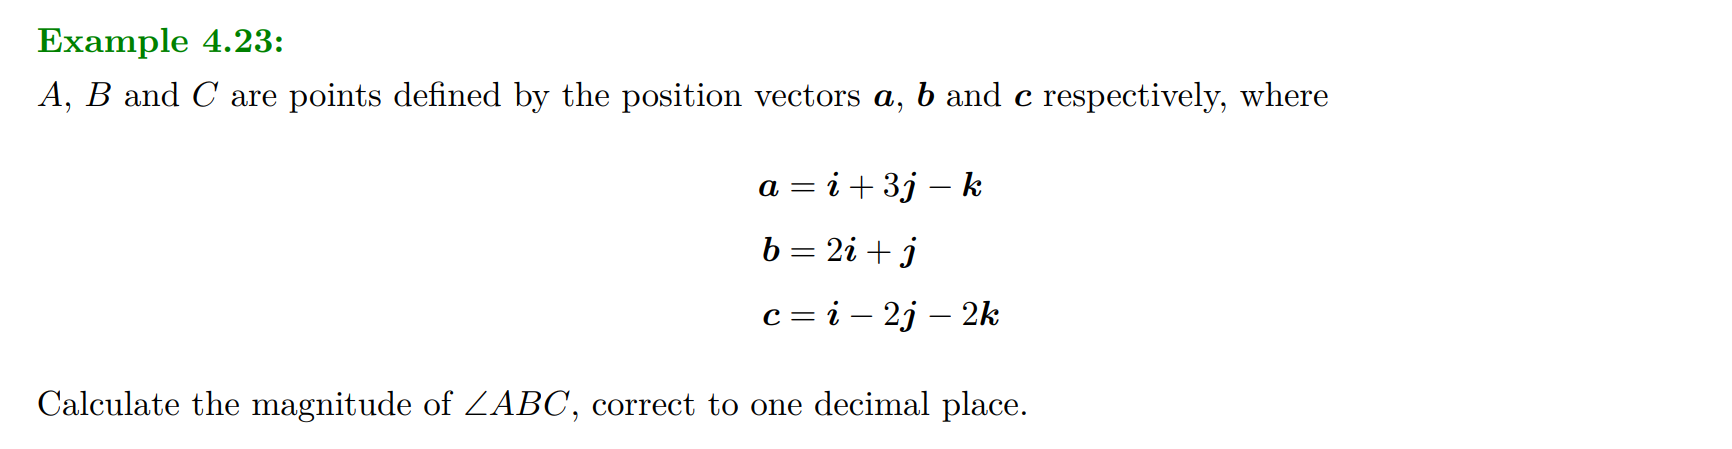 Example 4.23:
A, B and C are points defined by the position vectors a, b and c respectively, where
a = i + 3j − k
b = 2i + j
c = i − 2j − 2k
Calculate the magnitude of ∠ABC, correct to one decimal place.